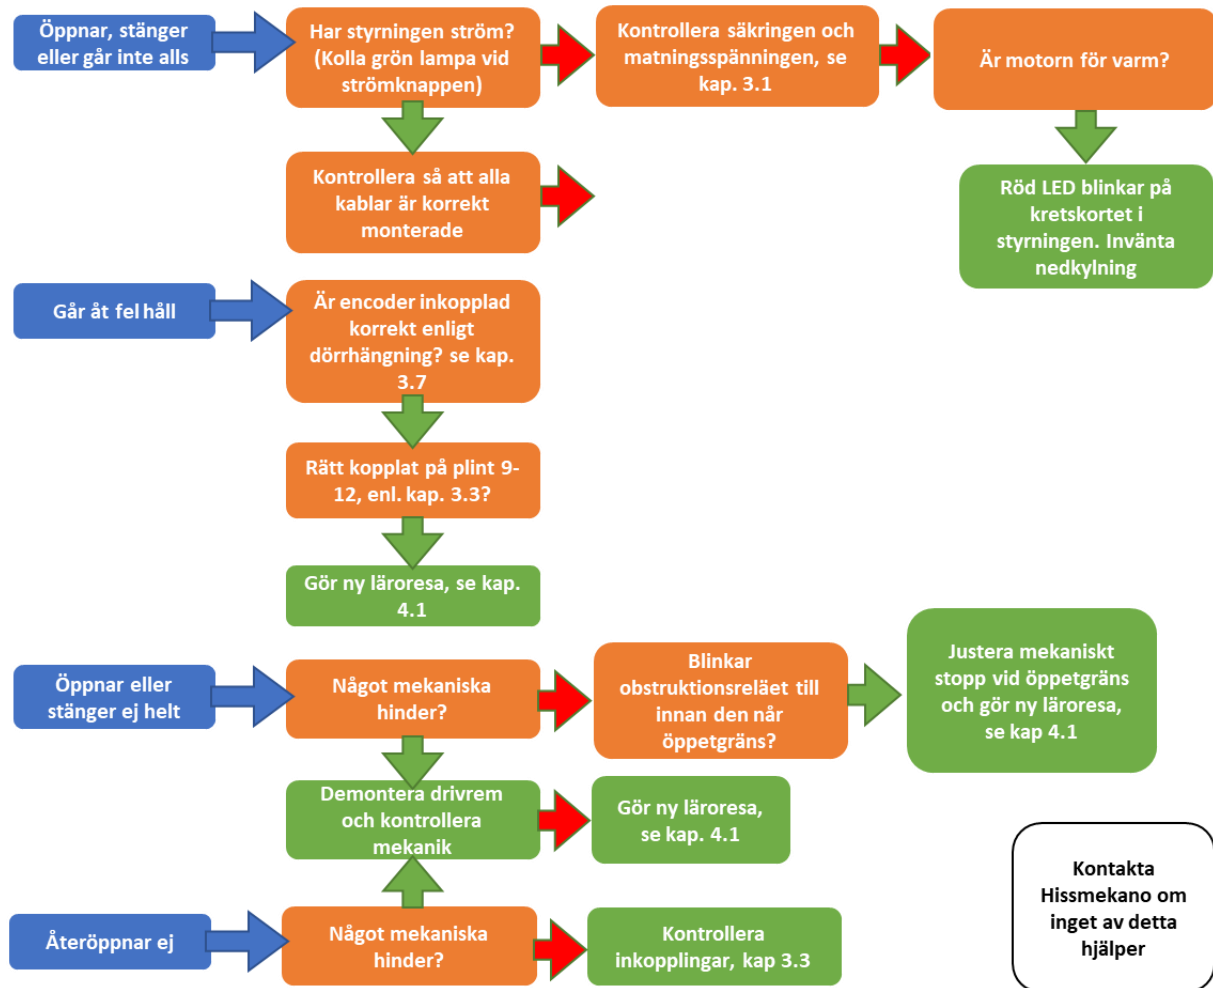 Öppnar, stänger
eller går inte alls
Har styrningen ström?
(Kolla grön lampa vid
strömknappen)
Kontrollera säkringen och
matningsspänningen, se
kap. 3.1
Är motorn för varm?
Kontrollera så att alla
kablar är korrekt
monterade
Röd LED blinkar på
kretskortet i
styrningen. Invänta
nedkylning
Går åt fel håll
Är encoder inkopplad
korrekt enligt
dörrhängning? se kap.
3.7
Rätt kopplat på plint 9-
12, enl. kap. 3.3?
Gör ny läroresa, se kap.
4.1
Öppnar eller
stänger ej helt
Något mekaniska
hinder?
Blinkar
obstruktionsreläet till
innan den når
öppetgräns?
Justera mekaniskt
stopp vid öppetgräns
och gör ny läroresa,
se kap 4.1
Demontera drivrem
och kontrollera
mekanik
Gör ny läroresa,
se kap. 4.1
Återöppnar ej
Något mekaniska
hinder?
Kontrollera
inkopplingar, kap 3.3
Kontakta
Hissmekano om
inget av detta
hjälper